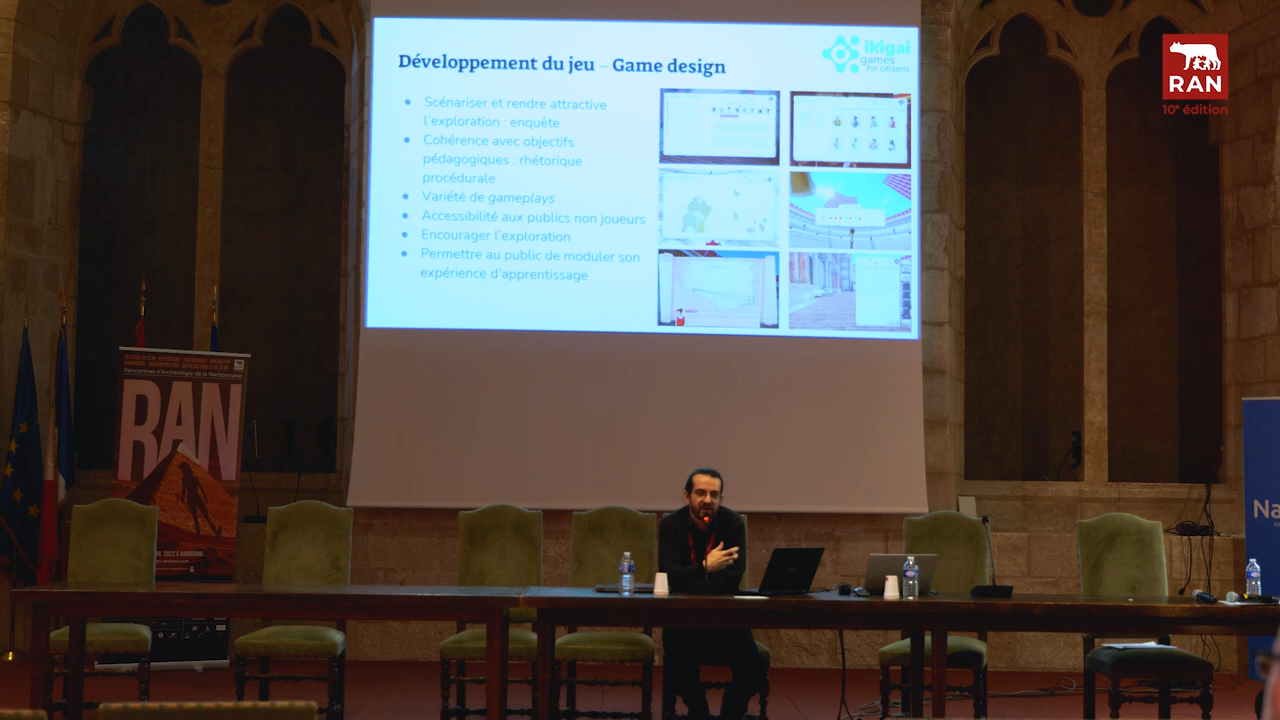 Développement du jeu – Game design
ikigai
games
for citizens
Scénariser et rendre attractive
l'exploration : enquête
Cohérence avec objectifs
pédagogiques : rhétorique
procédurale
Variété de gameplays
Accessibilité aux publics non joueurs
Encourager l'exploration
Permettre au public de moduler son
expérience d'apprentissage
RAN
10e édition
Rencontres d'Archéologie de la Narbonnaise
RAN
Na